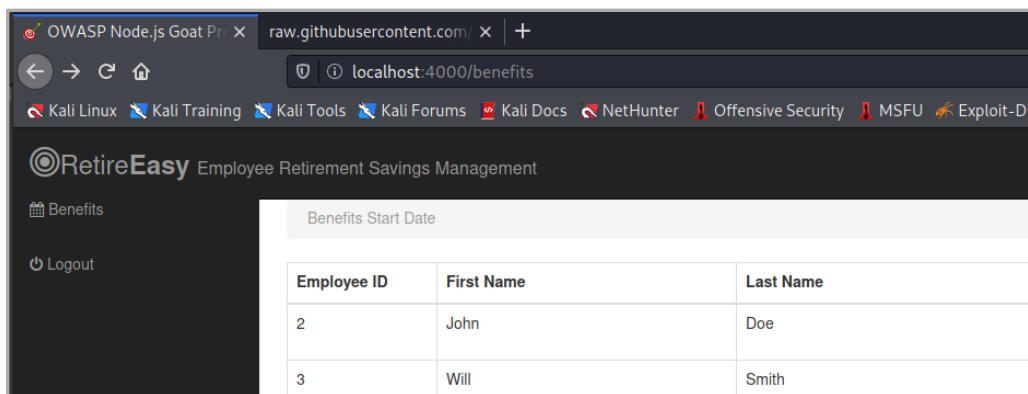 OWASP Node.js Goat Pr
raw.githubusercontent.com/
localhost:4000/benefits
Kali Linux Kali Training Kali Tools Kali Forums Kali Docs NetHunter Offensive Security MSFU Exploit-D
RetireEasy Employee Retirement Savings Management
Benefits
Logout
Benefits Start Date
Employee ID First Name Last Name
2 John Doe
3 Will Smith